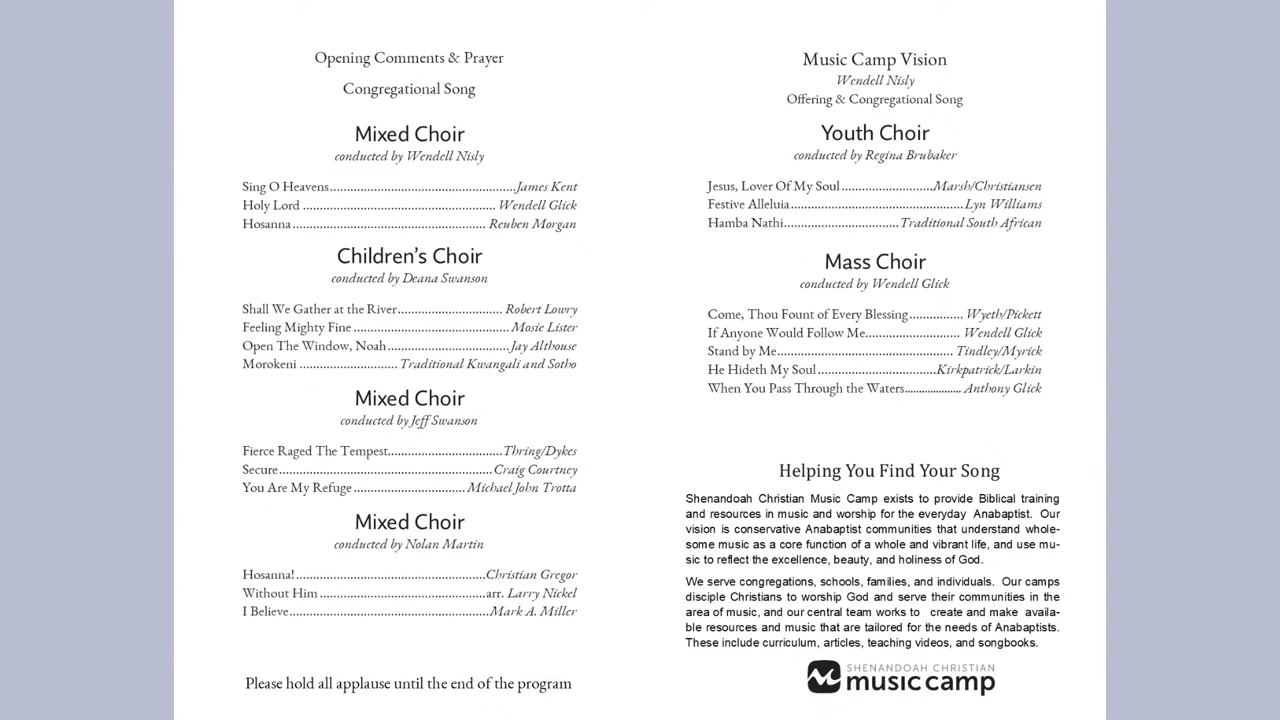 Opening Comments & Prayer
Congregational Song
Mixed Choir
conducted by Wendell Nisly
Sing O Heavens..................................................James Kent
Holy Lord .................................................... Wendell Glick
Hosanna .................................................... Reuben Morgan
Children's Choir
conducted by Deana Swanson
Shall We Gather at the River............................ Robert Lowry
Feeling Mighty Fine .......................................... Mosie Lister
Open The Window, Noah.................................Jay Althouse
Morokeni .......................... Traditional Kwangali and Sotho
Mixed Choir
conducted by Jeff Swanson
Fierce Raged The Tempest...............................Thring/Dykes
Secure..........................................................Craig Courtney
You Are My Refuge ..............................Michael John Trotta
Mixed Choir
conducted by Nolan Martin
Hosanna!...................................................Christian Gregor
Without Him .............................................arr. Larry Nickel
I Believe......................................................Mark A. Miller
Please hold all applause until the end of the program
Music Camp Vision
Wendell Nisly
Offering & Congregational Song
Youth Choir
conducted by Regina Brubaker
Jesus, Lover Of My Soul .........................Marsh/Christiansen
Festive Alleluia...............................................Lyn Williams
Hamba Nathi...............................Traditional South African
Mass Choir
conducted by Wendell Glick
Come, Thou Fount of Every Blessing .............. Wyeth/Pickett
If Anyone Would Follow Me.......................... Wendell Glick
Stand by Me................................................ Tindley/Myrick
He Hideth My Soul ................................Kirkpatrick/Larkin
When You Pass Through the Waters..................... Anthony Glick
Helping You Find Your Song
Shenandoah Christian Music Camp exists to provide Biblical training
and resources in music and worship for the everyday Anabaptist. Our
vision is conservative Anabaptist communities that understand whole-
some music as a core function of a whole and vibrant life, and use mu-
sic to reflect the excellence, beauty, and holiness of God.
We serve congregations, schools, families, and individuals. Our camps
disciple Christians to worship God and serve their communities in the
area of music, and our central team works to create and make availa-
ble resources and music that are tailored for the needs of Anabaptists.
These include curriculum, articles, teaching videos, and songbooks.
SHENANDOAH CHRISTIAN
music camp